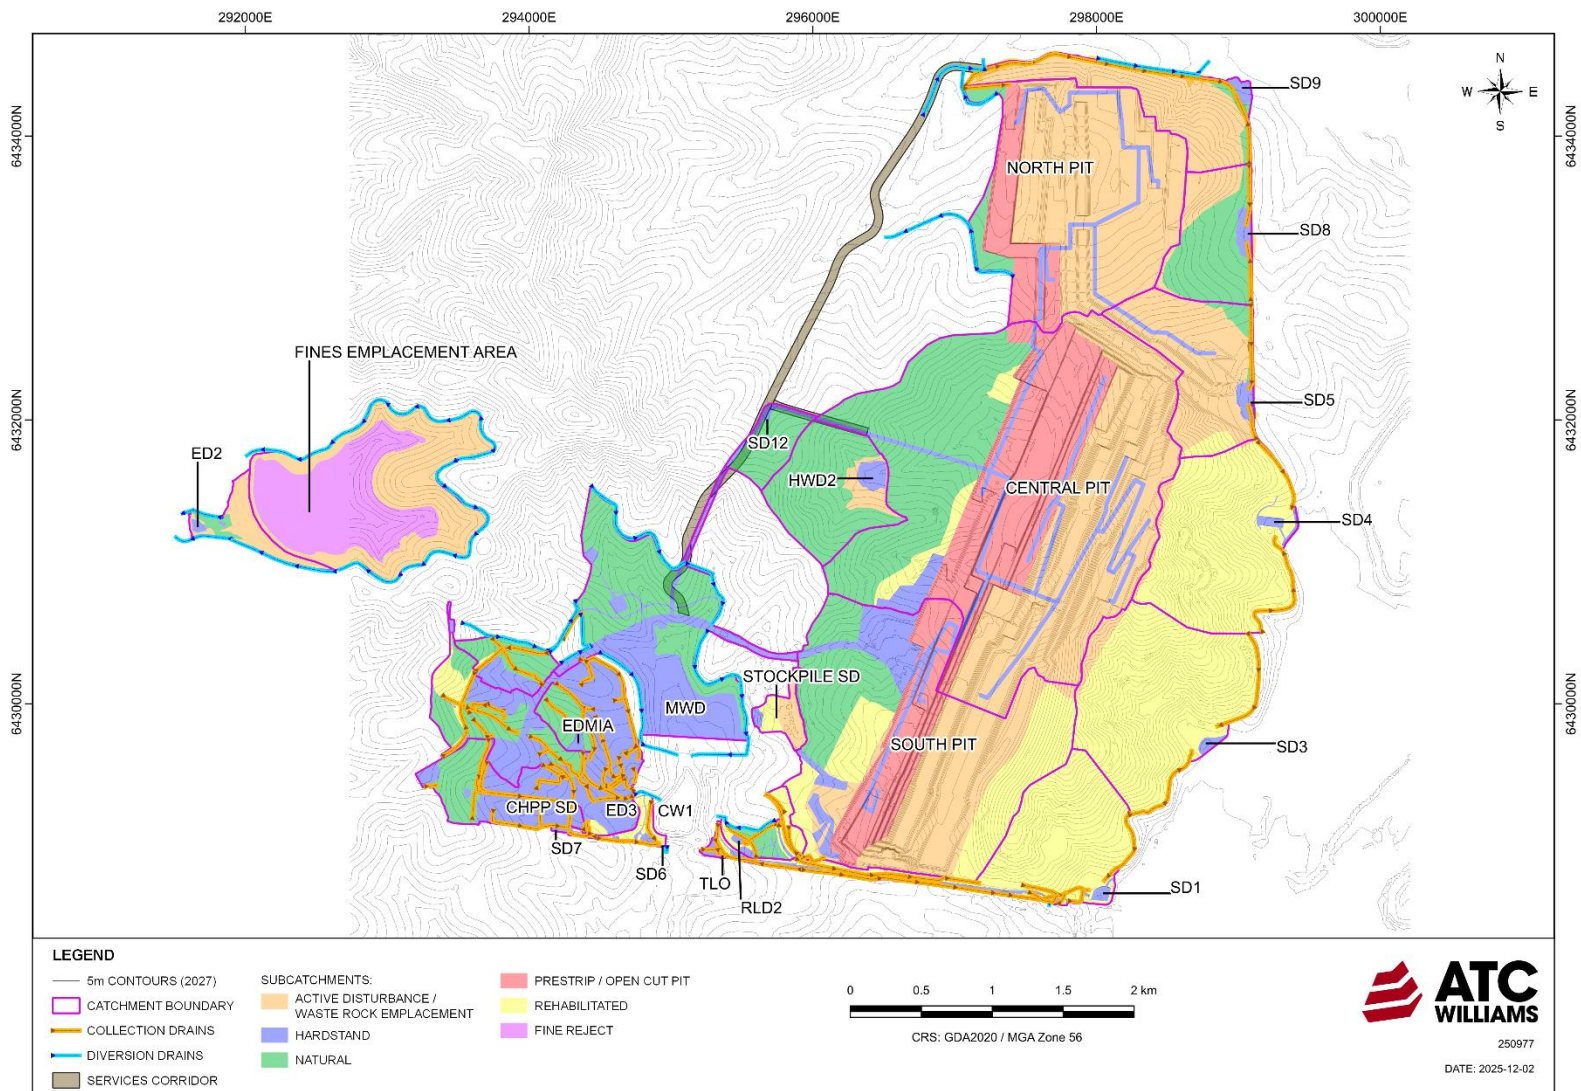 292000E
294000E
296000E
298000E
300000E
6434000N
6434000N
6432000N
6432000N
6430000N
6430000N
N
W
E
S
SD9
NORTH PIT
SD8
FINES EMPLACEMENT AREA
SD5
SD12
ED2
HWD2
CENTRAL PIT
SD4
STOCKPILE SD
MWD
EDMIA
SOUTH PIT
SD3
CHPP SD
ED3
CW1
SD7
SD6
TLO
RLD2
SD1
LEGEND
5m CONTOURS (2027)
CATCHMENT BOUNDARY
COLLECTION DRAINS
DIVERSION DRAINS
SERVICES CORRIDOR
SUBCATCHMENTS:
ACTIVE DISTURBANCE /
WASTE ROCK EMPLACEMENT
HARDSTAND
NATURAL
PRESTRIP / OPEN CUT PIT
REHABILITATED
FINE REJECT
0 0.5 1 1.5 2 km
CRS: GDA2020 / MGA Zone 56
ATC
WILLIAMS
250977
DATE: 2025-12-02